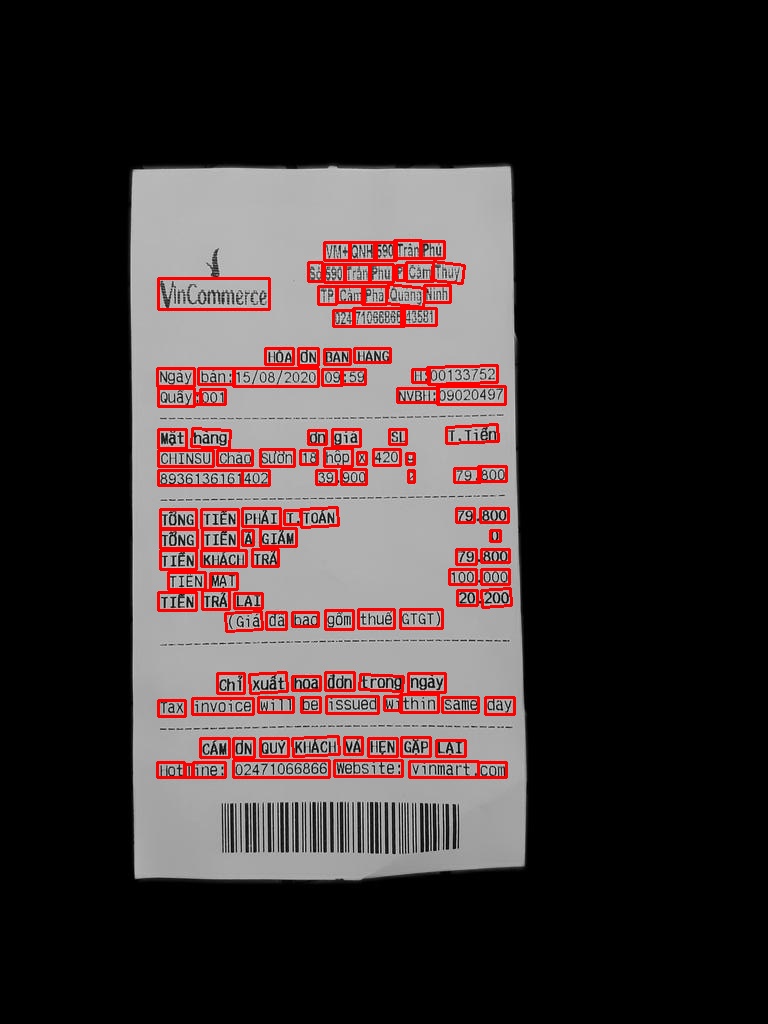 VinCommerce
VM+ QNH 590 Trần Phú
Số 590 Trần Phú, P. Cẩm Thủy
TP. Cẩm Phả, Quảng Ninh
02471066866-43581
HÓA ĐƠN BÁN HÀNG
Ngày bán: 15/08/2020 09:59 H:00133752
Quầy:001 NVBH:09020497
Mặt hàng Đơn giá SL T.Tiền
CHINSU Cháo sườn 18 hộp x 420 g
8936136161402 39.900 2 79.800
TỔNG TIỀN PHẢI T.TOÁN 79.800
TỔNG TIỀN ĐÃ GIẢM 0
TIỀN KHÁCH TRẢ 79.800
TIỀN MẶT 100.000
TIỀN TRẢ LẠI 20.200
(Giá đã bao gồm thuế GTGT)
Chỉ xuất hóa đơn trong ngày
Tax invoice will be issued within same day
CẢM ƠN QUÝ KHÁCH VÀ HẸN GẶP LẠI
Hotline: 02471066866 Website: vinmart.com